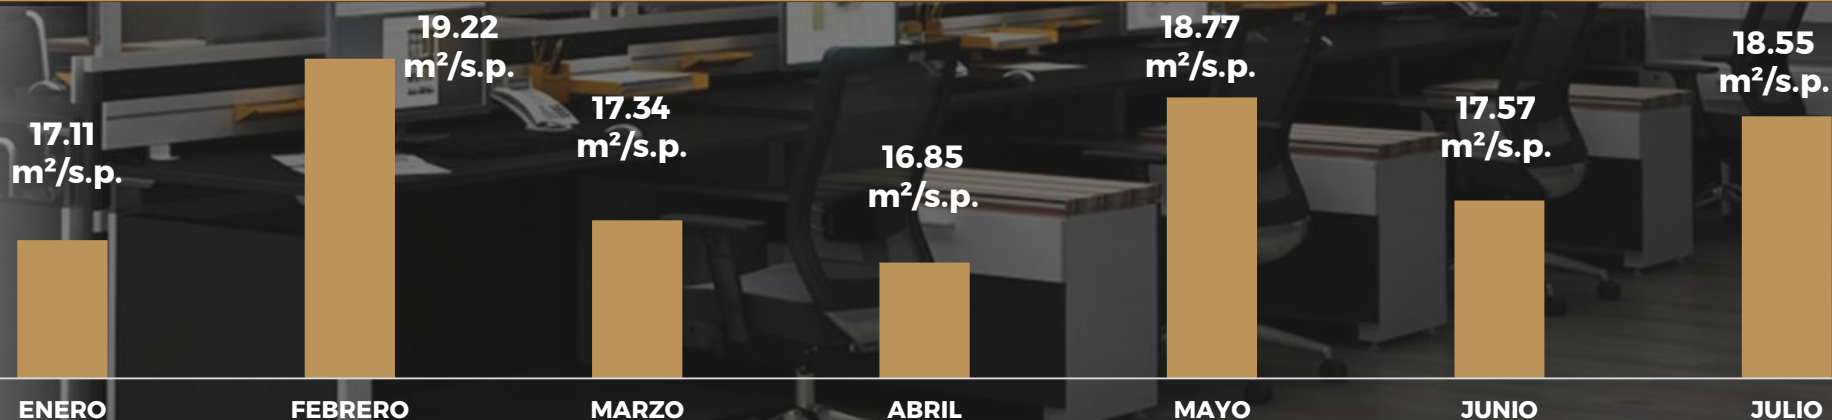 17.11
m²/s.p.
19.22
m²/s.p.
17.34
m²/s.p.
16.85
m²/s.p.
18.77
m²/s.p.
17.57
m²/s.p.
18.55
m²/s.p.
ENERO
FEBRERO
MARZO
ABRIL
MAYO
JUNIO
JULIO